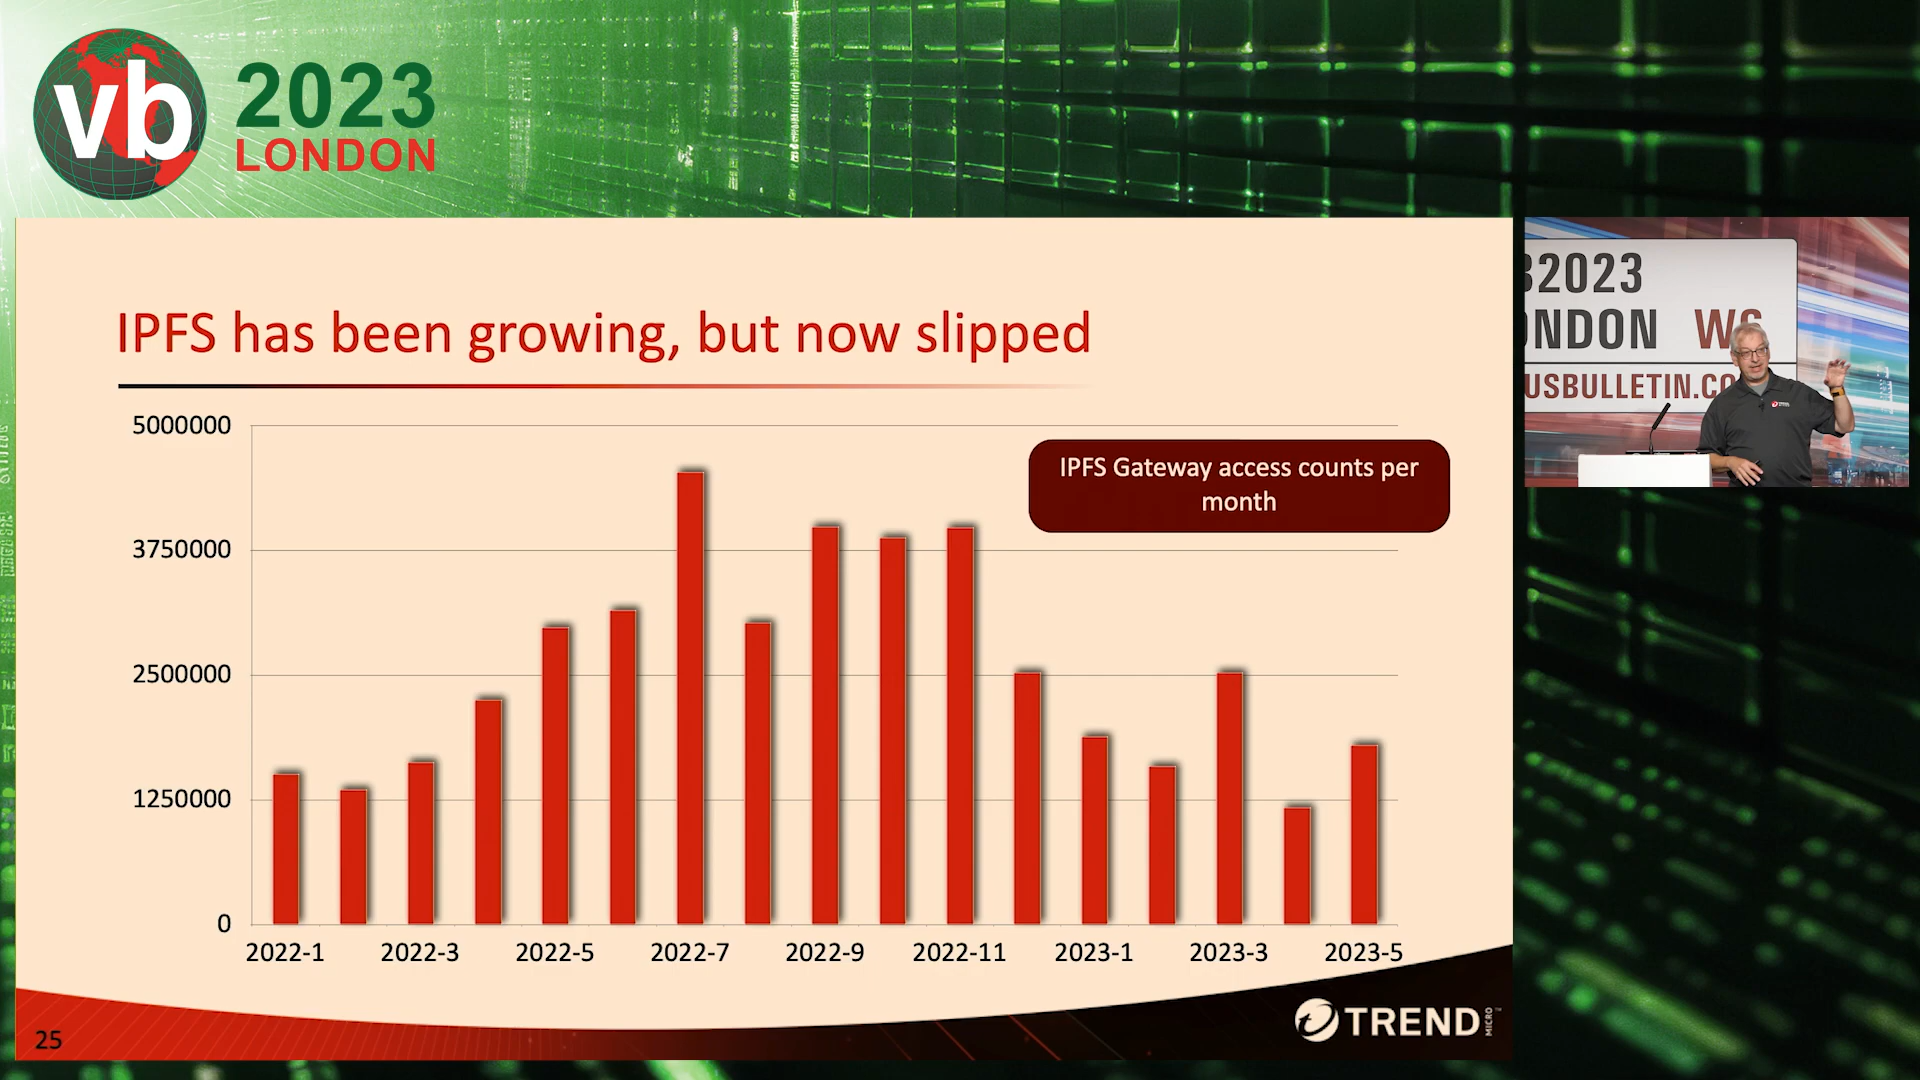 vb
2023
LONDON
IPFS has been growing, but now slipped
5000000
3750000
2500000
1250000
0
IPFS Gateway access counts per
month
2022-1 2022-3 2022-5 2022-7 2022-9 2022-11 2023-1 2023-3 2023-5
25
TREND
MICRO
2023
ONDON
USBULLETIN.CO